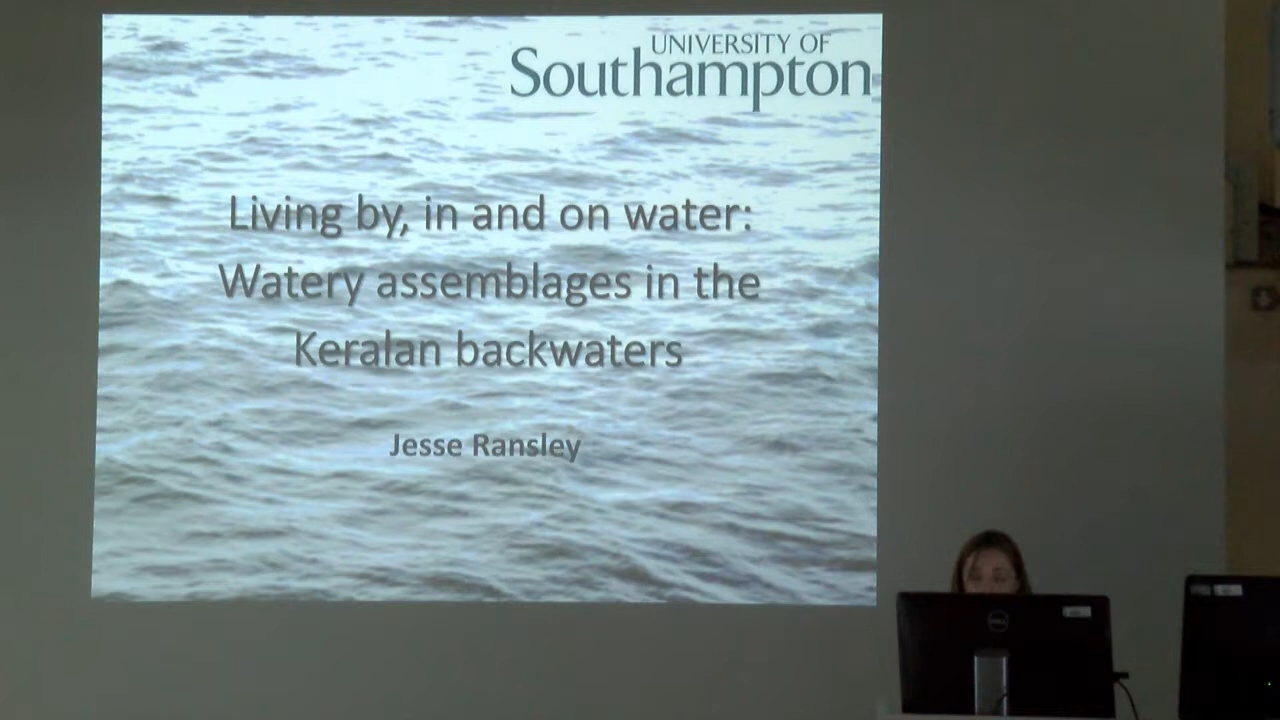 UNIVERSITY OF
Southampton
Living by, in and on water:
Watery assemblages in the
Keralan backwaters
Jesse Ransley
DELL